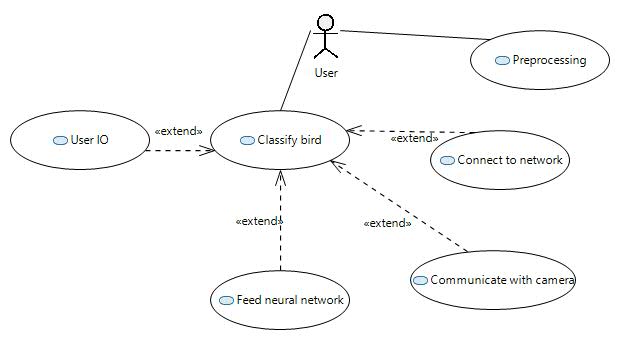 User
Preprocessing
User IO
«extend»
Classify bird
«extend»
Connect to network
«extend»
«extend»
Feed neural network
Communicate with camera